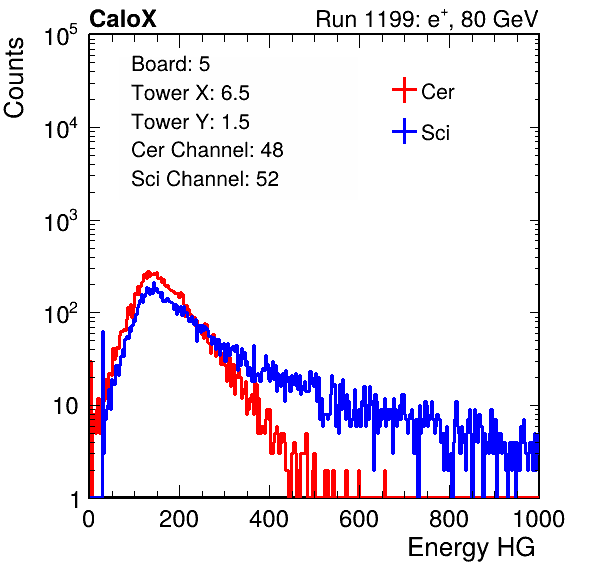 CaloX Run 1199: e⁺, 80 GeV
Counts
10⁵
10⁴
10³
10²
10
1
Board: 5
Tower X: 6.5
Tower Y: 1.5
Cer Channel: 48
Sci Channel: 52
Cer
Sci
0 200 400 600 800 1000
Energy HG